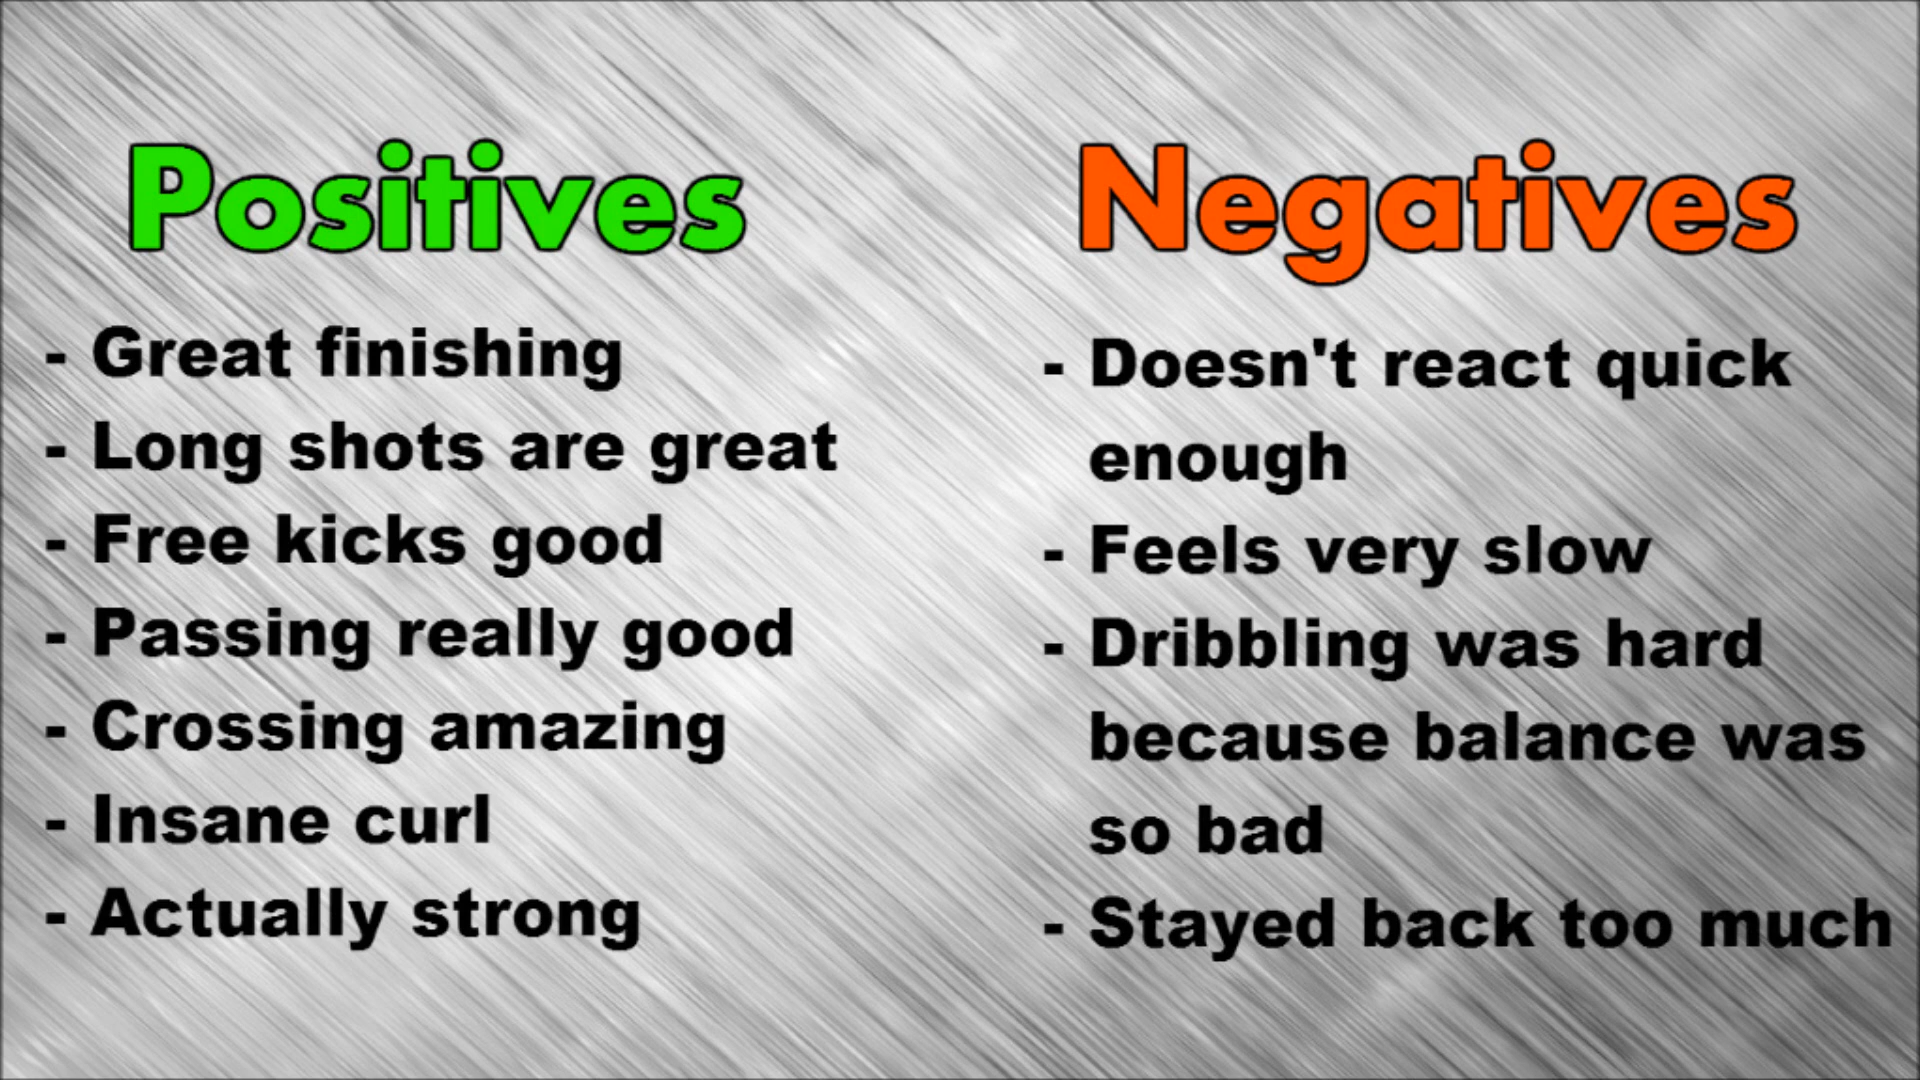 Positives
- Great finishing
- Long shots are great
- Free kicks good
- Passing really good
- Crossing amazing
- Insane curl
- Actually strong
Negatives
- Doesn't react quick
enough
- Feels very slow
- Dribbling was hard
because balance was
so bad
- Stayed back too much